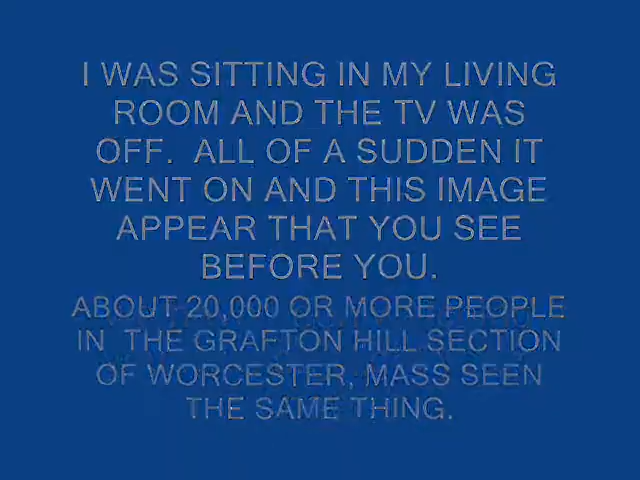 I WAS SITTING IN MY LIVING
ROOM AND THE TV WAS
OFF.  ALL OF A SUDDEN IT
WENT ON AND THIS IMAGE
APPEAR THAT YOU SEE
BEFORE YOU.
ABOUT 20,000 OR MORE PEOPLE
IN  THE GRAFTON HILL SECTION
OF WORCESTER, MASS SEEN
THE SAME THING.